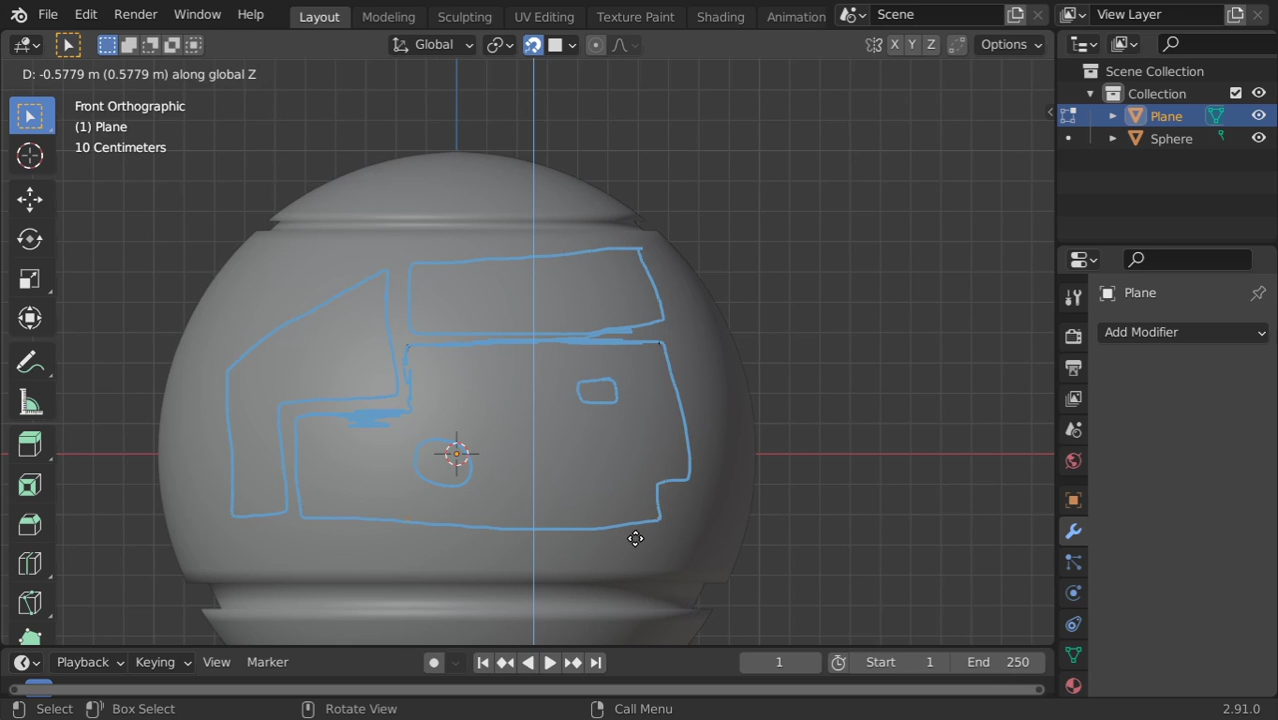 File Edit Render Window Help Layout Modeling Sculpting UV Editing Texture Paint Shading Animation Scene View Layer
Global X Y Z Options
D: -0.5779 m (0.5779 m) along global Z
Front Orthographic
(1) Plane
10 Centimeters
Scene Collection
Collection
Plane
Sphere
Plane
Add Modifier
Playback Keying View Marker 1 Start 1 End 250
Select Box Select Rotate View Call Menu 2.91.0